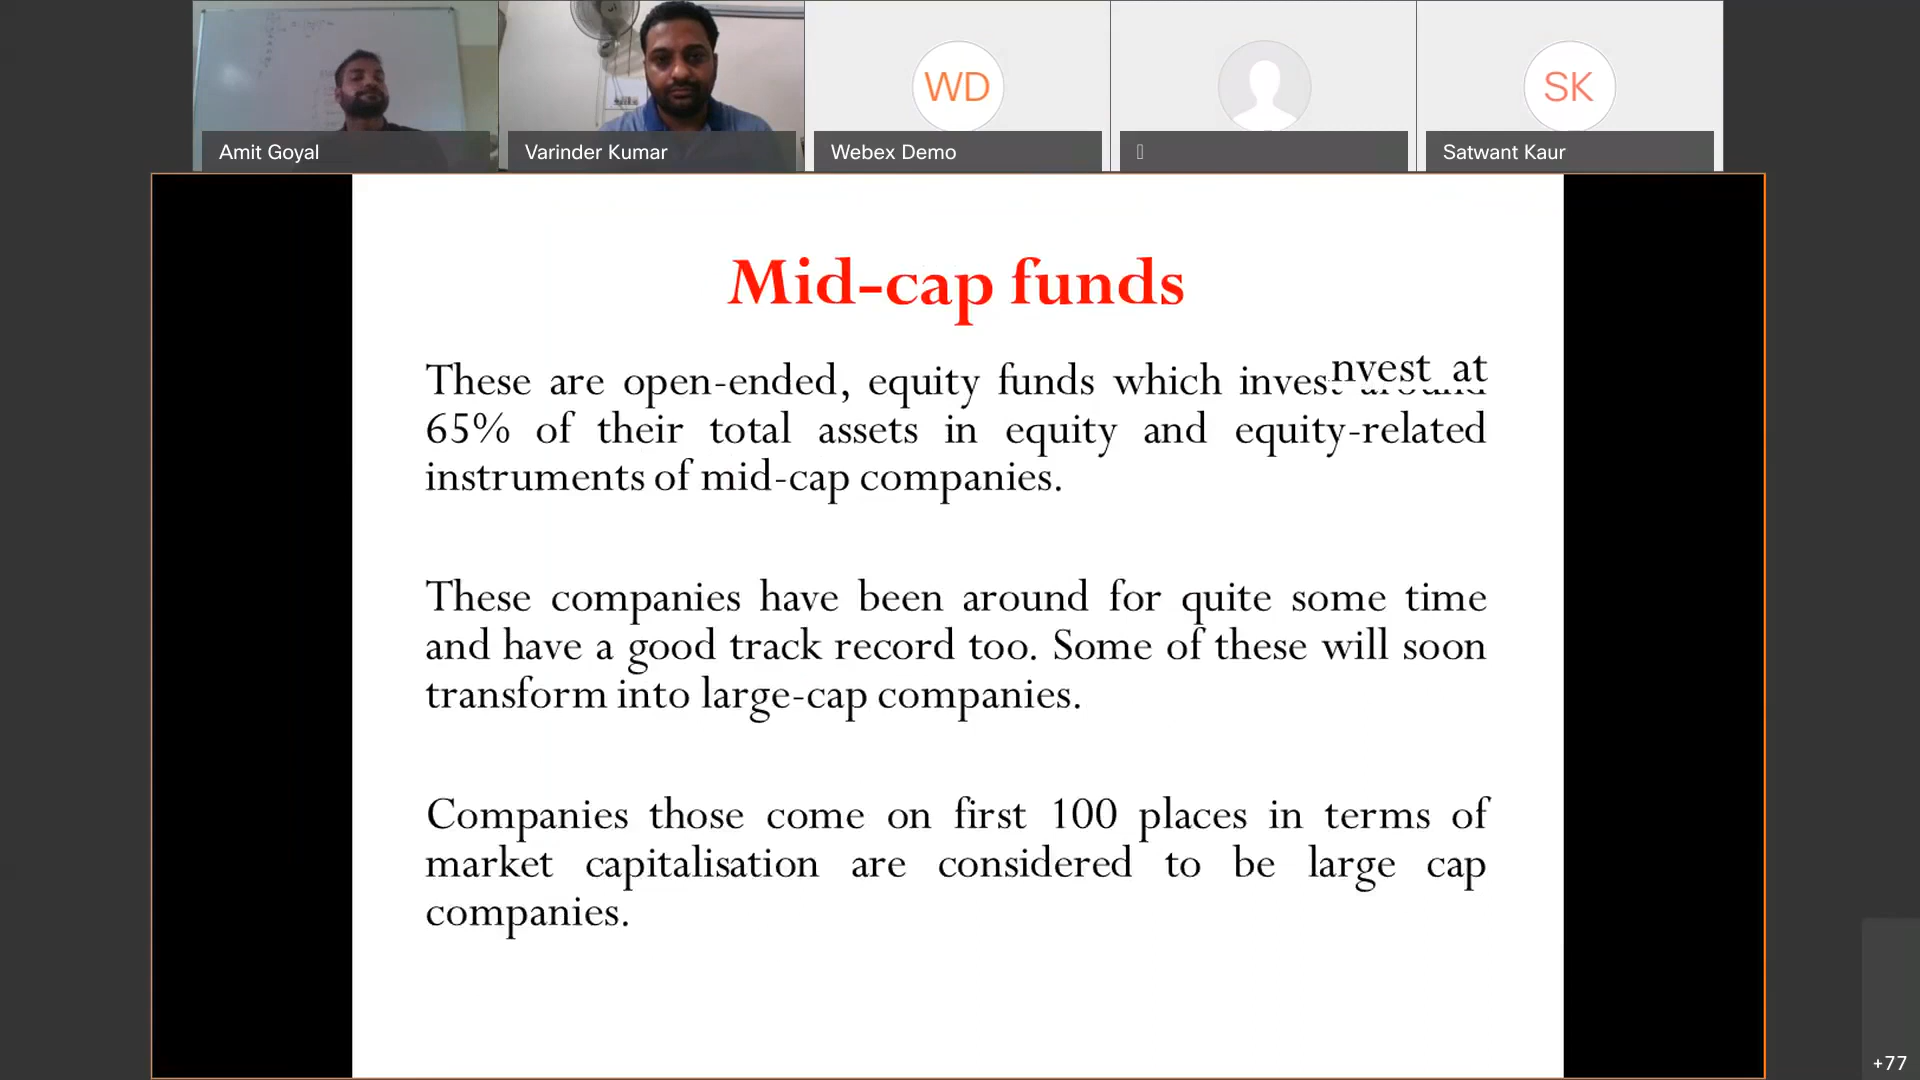 WD
SK
Amit Goyal
Varinder Kumar
Webex Demo
Satwant Kaur
Mid-cap funds
These are open-ended, equity funds which invest around
nvest at
65% of their total assets in equity and equity-related
instruments of mid-cap companies.
These companies have been around for quite some time
and have a good track record too. Some of these will soon
transform into large-cap companies.
Companies those come on first 100 places in terms of
market capitalisation are considered to be large cap
companies.
+77